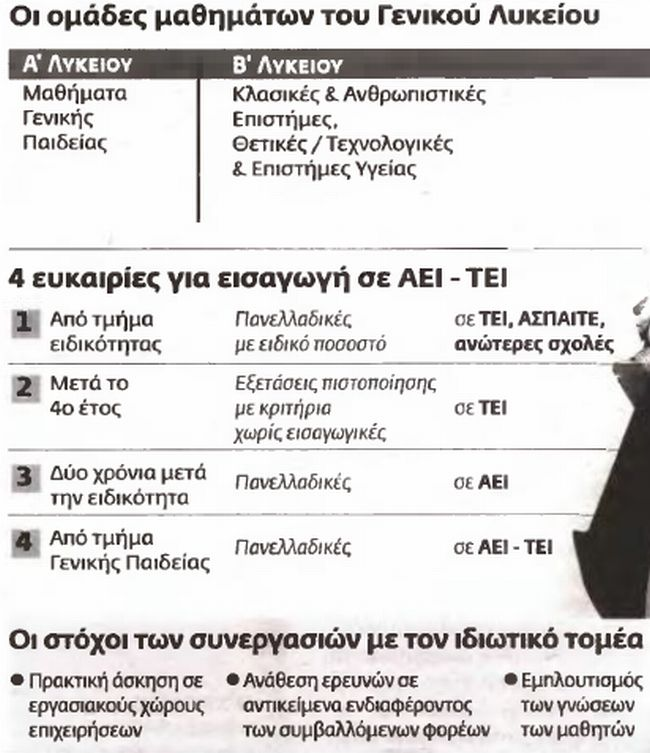 Οι ομάδες μαθημάτων του Γενικού Λυκείου
Α' ΛΥΚΕΙΟΥ
Μαθήματα
Γενικής
Παιδείας
Β' ΛΥΚΕΙΟΥ
Κλασικές & Ανθρωπιστικές
Επιστήμες,
Θετικές / Τεχνολογικές
& Επιστήμες Υγείας
4 ευκαιρίες για εισαγωγή σε ΑΕΙ - ΤΕΙ
1 Από τμήμα Πανελλαδικές σε ΤΕΙ, ΑΣΠΑΙΤΕ,
ειδικότητας με ειδικό ποσοστό ανώτερες σχολές
2 Μετά το Εξετάσεις πιστοποίησης
4ο έτος με κριτήρια σε ΤΕΙ
χωρίς εισαγωγικές
3 Δύο χρόνια μετά Πανελλαδικές σε ΑΕΙ
την ειδικότητα
4 Από τμήμα Πανελλαδικές σε ΑΕΙ - ΤΕΙ
Γενικής Παιδείας
Οι στόχοι των συνεργασιών με τον ιδιωτικό τομέα
● Πρακτική άσκηση σε
εργασιακούς χώρους
επιχειρήσεων
● Ανάθεση ερευνών σε
αντικείμενα ενδιαφέροντος
των συμβαλλόμενων φορέων
● Εμπλουτισμός
των γνώσεων
των μαθητών